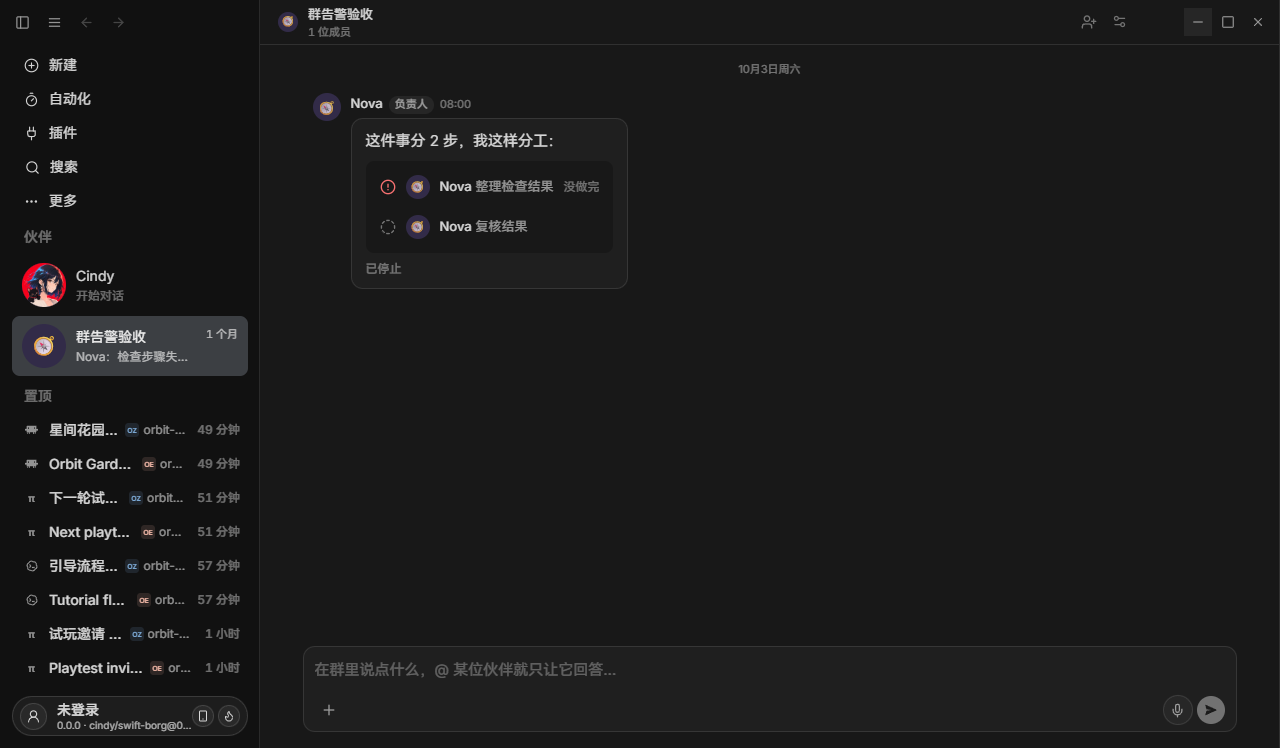 新建
自动化
插件
搜索
更多
伙伴
Cindy
开始对话
群告警验收 1 个月
Nova：检查步骤失...
置顶
星间花园... OZ orbit-... 49 分钟
Orbit Gard... OE or... 49 分钟
下一轮试... OZ orbit... 51 分钟
Next playt... OE or... 51 分钟
引导流程... OZ orbit-... 57 分钟
Tutorial fl... OE orb... 57 分钟
试玩邀请 ... OZ orbit-... 1 小时
Playtest invi... OE or... 1 小时
未登录
0.0.0 · cindy/swift-borg@0...
群告警验收
1 位成员
10月3日周六
Nova 负责人 08:00
这件事分 2 步，我这样分工：
Nova 整理检查结果 没做完
Nova 复核结果
已停止
在群里说点什么，@ 某位伙伴就只让它回答...